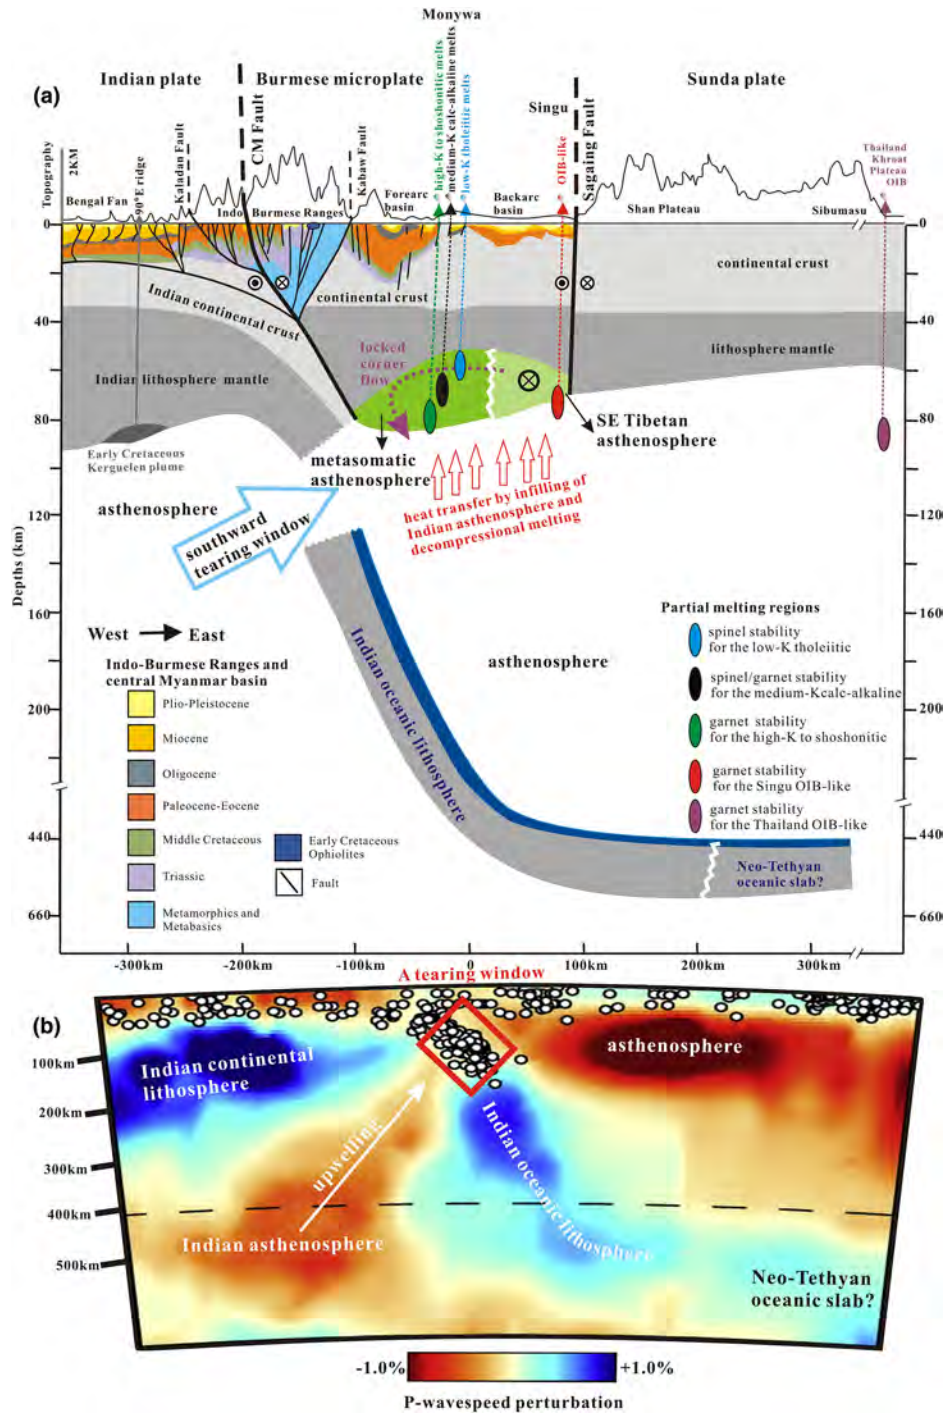 Monywa
Indian plate
Burmese microplate
Sunda plate
(a)
Topography
2KM
Bengal Fan
90°E ridge
Kaladan Fault
CM Fault
Indo
Burmese Ranges
Kabaw Fault
Forearc
basin
high-K to shoshonitic melts
medium-K calc-alkaline melts
low-K tholeiitic melts
Backarc
basin
Singu
OIB-like
Sagaing Fault
Shan Plateau
Sibumasu
Thailand
Khroat
Plateau
OIB
0
0
40
40
80
80
120
120
160
160
200
200
440
440
660
660
Depths (km)
Indian continental crust
continental crust
continental crust
Indian lithosphere mantle
lithosphere mantle
locked
corner
flow
Early Cretaceous
Kerguelen plume
metasomatic
asthenosphere
SE Tibetan
asthenosphere
asthenosphere
southward
tearing window
heat transfer by infilling of
Indian asthenosphere and
decompressional melting
West
East
Indian oceanic lithosphere
asthenosphere
Neo-Tethyan
oceanic slab?
Partial melting regions
spinel stability
for the low-K tholeiitic
spinel/garnet stability
for the medium-Kcalc-alkaline
garnet stability
for the high-K to shoshonitic
garnet stability
for the Singu OIB-like
garnet stability
for the Thailand OIB-like
Indo-Burmese Ranges and
central Myanmar basin
Plio-Pleistocene
Miocene
Oligocene
Paleocene-Eocene
Middle Cretaceous
Triassic
Metamorphics and
Metabasics
Early Cretaceous
Ophiolites
Fault
-300km
-200km
-100km
0
100km
200km
300km
A tearing window
(b)
100km
200km
300km
400km
500km
Indian continental
lithosphere
asthenosphere
upwelling
Indian asthenosphere
Indian oceanic lithosphere
Neo-Tethyan
oceanic slab?
-1.0%
+1.0%
P-wavespeed perturbation